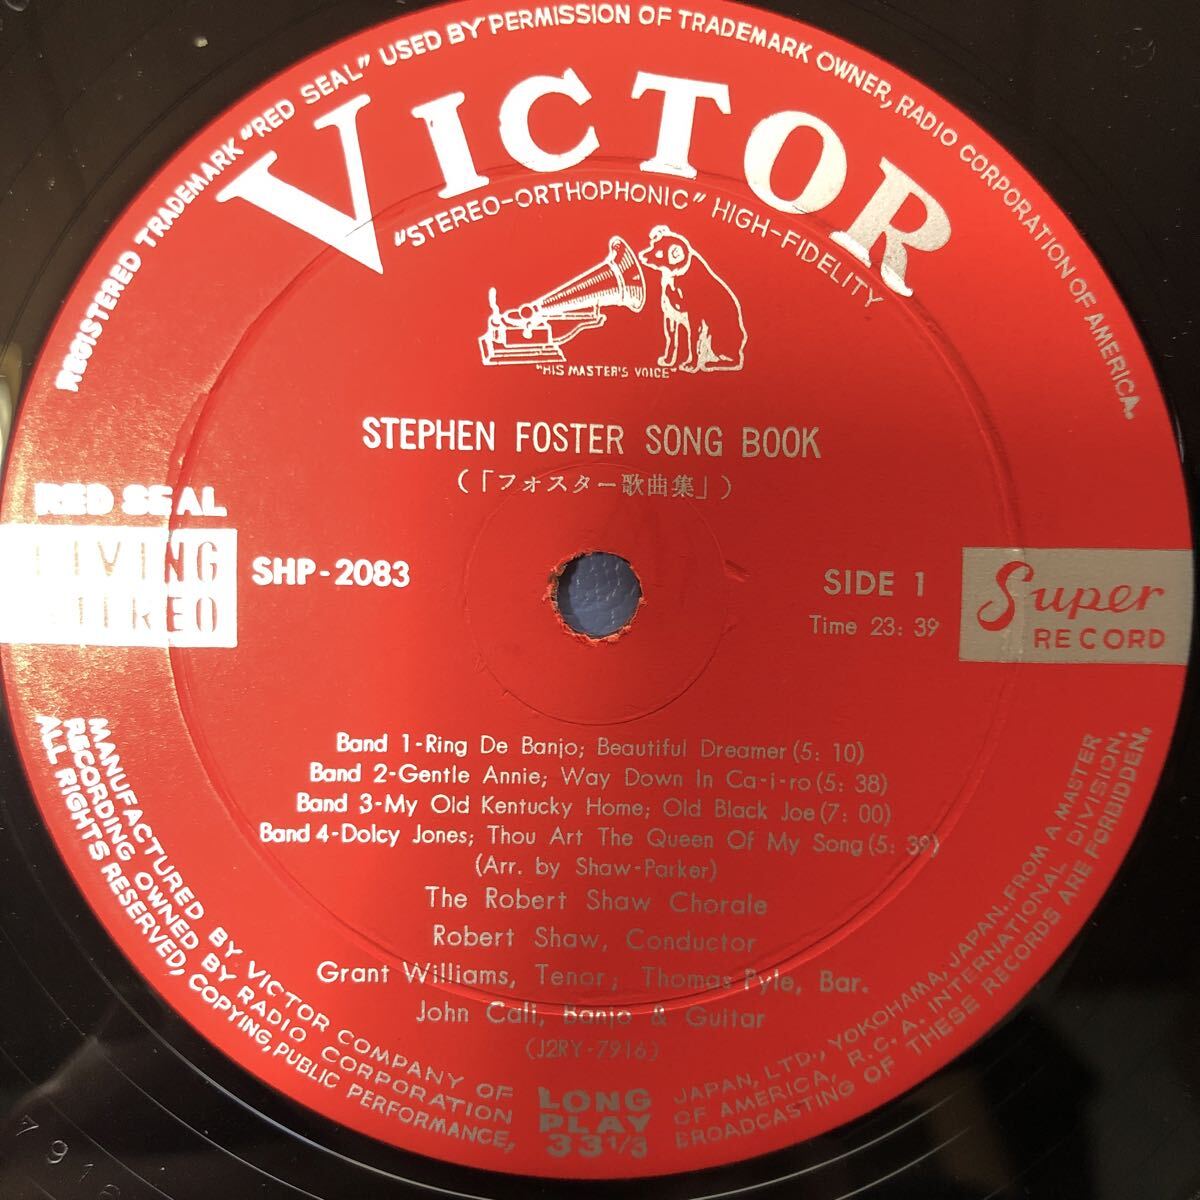 REGISTERED TRADEMARK "RED SEAL" USED BY PERMISSION OF TRADEMARK OWNER, RADIO CORPORATION OF AMERICA.
VICTOR
"STEREO-ORTHOPHONIC" HIGH-FIDELITY
"HIS MASTER'S VOICE"
STEPHEN FOSTER SONG BOOK
(「フォスター歌曲集」)
RED SEAL
LIVING
STEREO
SHP-2083
SIDE 1
Time 23: 39
Super
RECORD
Band 1-Ring De Banjo; Beautiful Dreamer (5: 10)
Band 2-Gentle Annie; Way Down In Ca-i-ro (5: 38)
Band 3-My Old Kentucky Home; Old Black Joe (7: 00)
Band 4-Dolcy Jones; Thou Art The Queen Of My Song (5: 39)
(Arr. by Shaw-Parker)
The Robert Shaw Chorale
Robert Shaw, Conductor
Grant Williams, Tenor; Thomas Pyle, Bar.
John Cali, Banjo & Guitar
(J2RY-7916)
LONG
PLAY
33 1/3
MANUFACTURED BY VICTOR COMPANY OF JAPAN, LTD., YOKOHAMA, JAPAN. FROM A MASTER
RECORDING OWNED BY RADIO CORPORATION OF AMERICA, R.C.A. INTERNATIONAL DIVISION,
ALL RIGHTS RESERVED, COPYING, PUBLIC PERFORMANCE, BROADCASTING OF THESE RECORDS ARE FORBIDDEN.